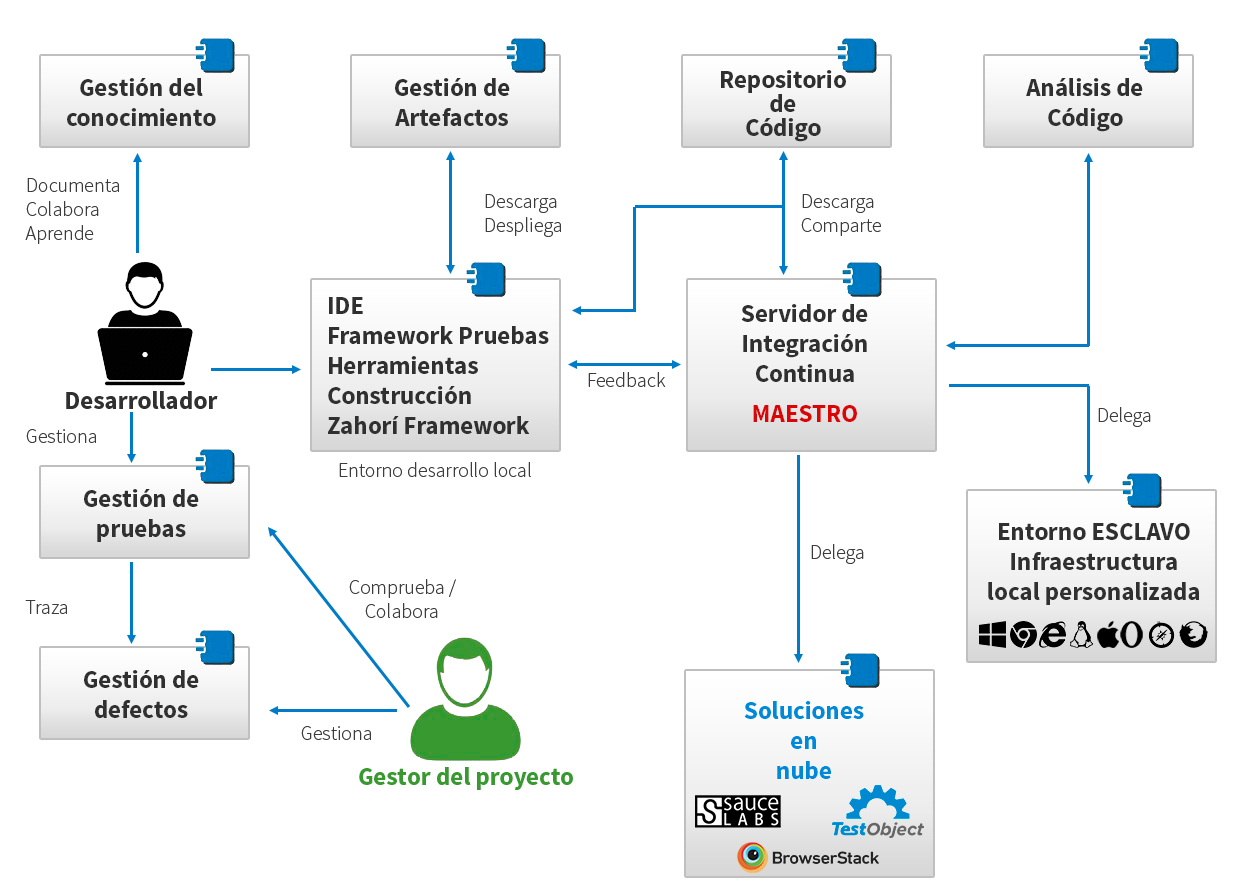 Gestión del
conocimiento
Gestión de
Artefactos
Repositorio
de
Código
Análisis de
Código
Documenta
Colabora
Aprende
Descarga
Despliega
Descarga
Comparte
Desarrollador
IDE
Framework Pruebas
Herramientas
Construcción
Zahorí Framework
Entorno desarrollo local
Feedback
Servidor de
Integración
Continua
MAESTRO
Delega
Gestiona
Gestión de
pruebas
Traza
Gestión de
defectos
Comprueba /
Colabora
Gestiona
Gestor del proyecto
Delega
Entorno ESCLAVO
Infraestructura
local personalizada
Soluciones
en
nube
SAUCE
LABS
TestObject
BrowserStack